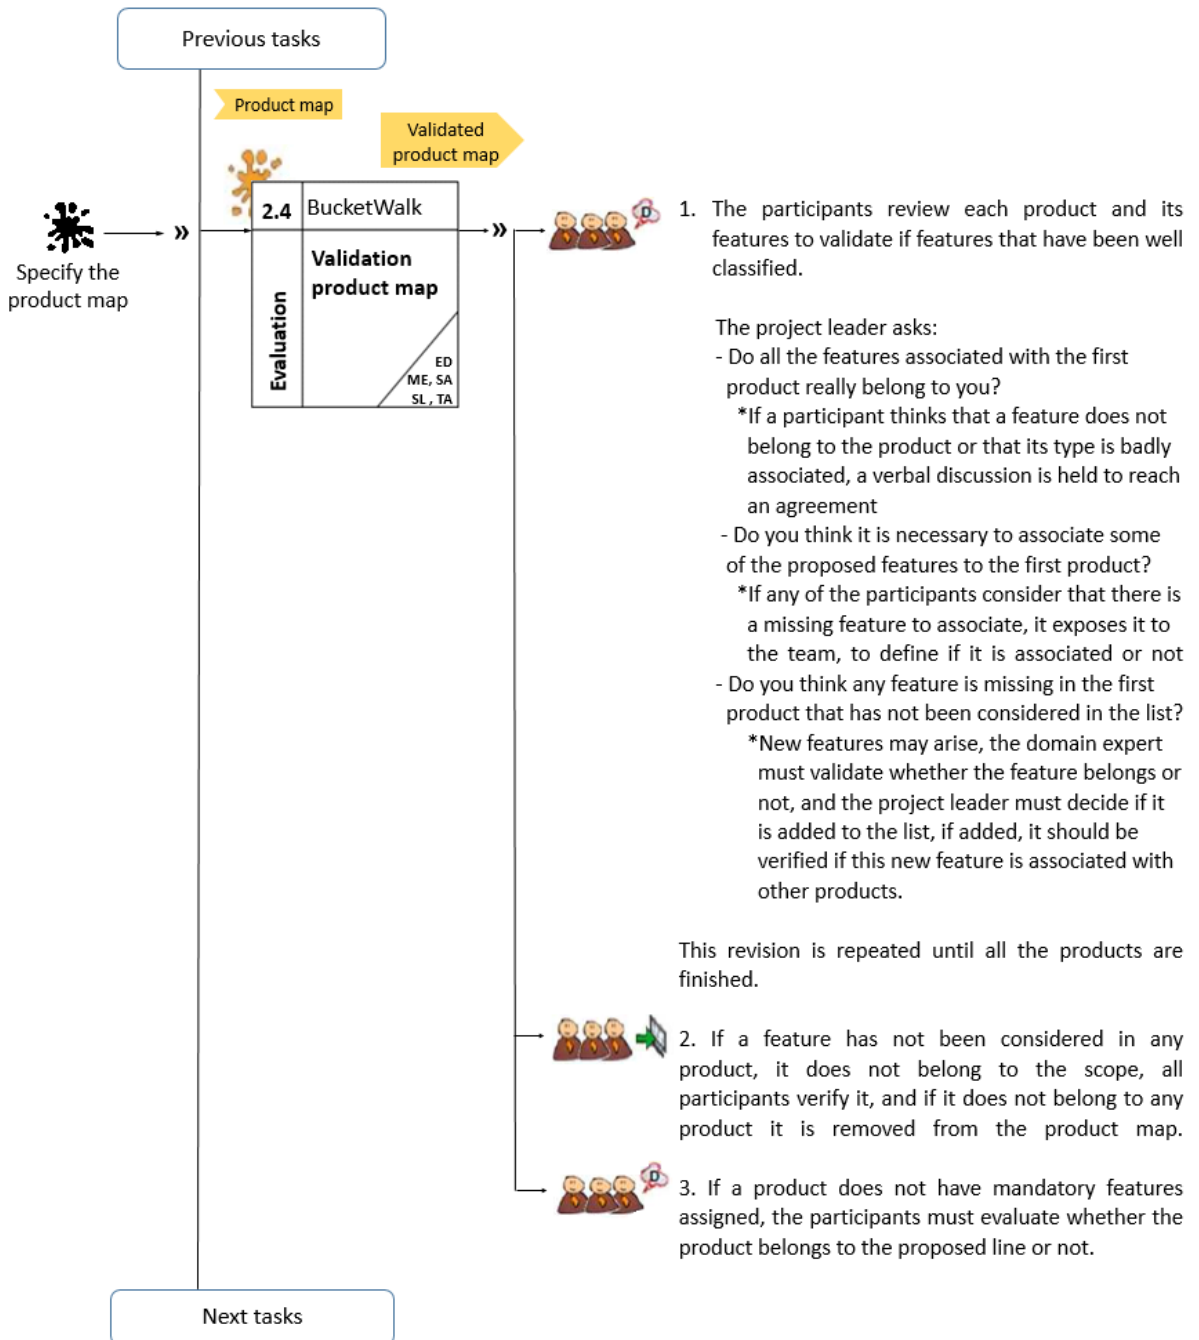 Previous tasks
Product map
Validated
product map
2.4 BucketWalk
Validation
product map
Evaluation
ED
ME, SA
SL , TA
»
»
Specify the
product map
D
1. The participants review each product and its
features to validate if features that have been well
classified.
The project leader asks:
- Do all the features associated with the first
product really belong to you?
*If a participant thinks that a feature does not
belong to the product or that its type is badly
associated, a verbal discussion is held to reach
an agreement
- Do you think it is necessary to associate some
of the proposed features to the first product?
*If any of the participants consider that there is
a missing feature to associate, it exposes it to
the team, to define if it is associated or not
- Do you think any feature is missing in the first
product that has not been considered in the list?
*New features may arise, the domain expert
must validate whether the feature belongs or
not, and the project leader must decide if it
is added to the list, if added, it should be
verified if this new feature is associated with
other products.
This revision is repeated until all the products are
finished.
2. If a feature has not been considered in any
product, it does not belong to the scope, all
participants verify it, and if it does not belong to any
product it is removed from the product map.
D
3. If a product does not have mandatory features
assigned, the participants must evaluate whether the
product belongs to the proposed line or not.
Next tasks